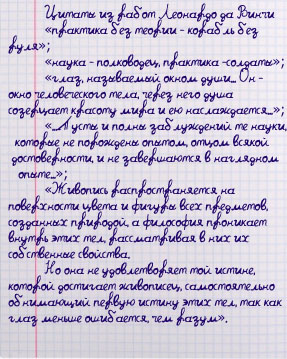 Цитаты из работ Леонардо да Винчи
«практика без теории - корабль без
руля»;
«наука - полководец, практика -солдаты»;
«глаз, называемый окном души... Он -
окно человеческого тела, через него душа
созерцает красоту мира и ею наслаждается...»;
«...Пусты и полны заблуждений те науки,
которые не порождены опытом, отцом всякой
достоверности, и не завершаются в наглядном
опыте...»;
«Живопись распространяется на
поверхности цвета и фигуры всех предметов,
созданных природой, а философия проникает
внутрь этих тел, рассматривая в них их
собственные свойства.
Но она не удовлетворяет той истине,
которой достигает живописец, самостоятельно
обнимающий первую истину этих тел, так как
глаз меньше ошибается, чем разум».